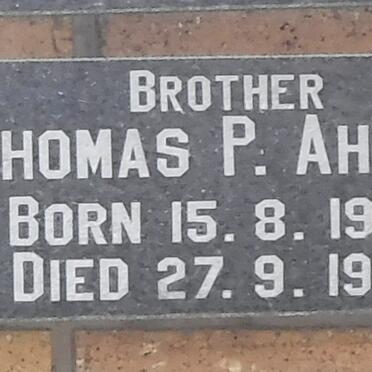 BROTHER
HOMAS P. AH
BORN 15. 8. 19
DIED 27. 9. 19